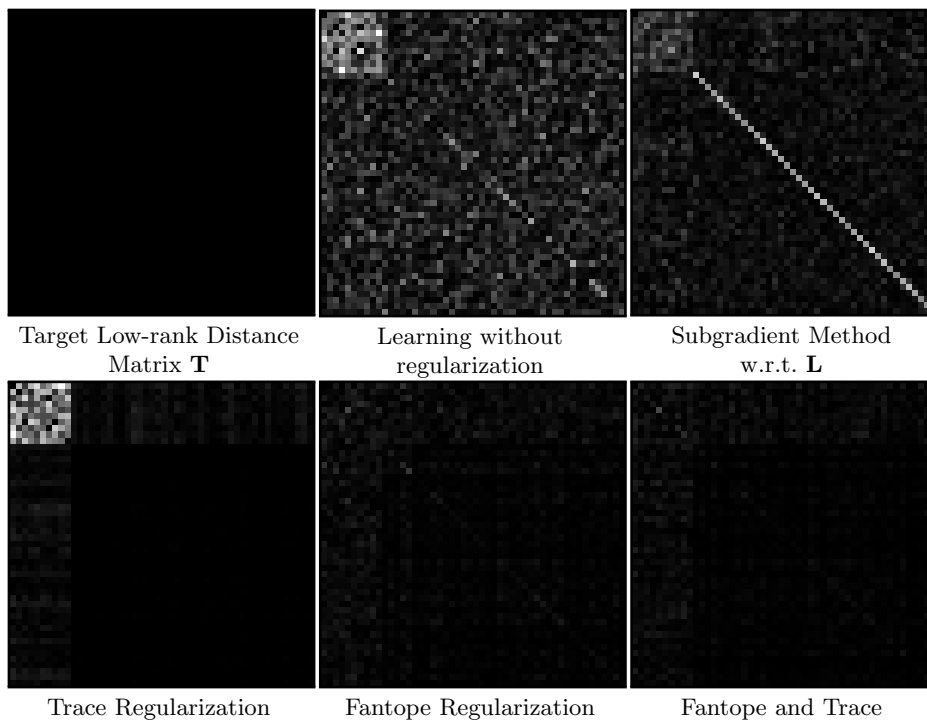 Target Low-rank Distance
Matrix T
Learning without
regularization
Subgradient Method
w.r.t. L
Trace Regularization
Fantope Regularization
Fantope and Trace